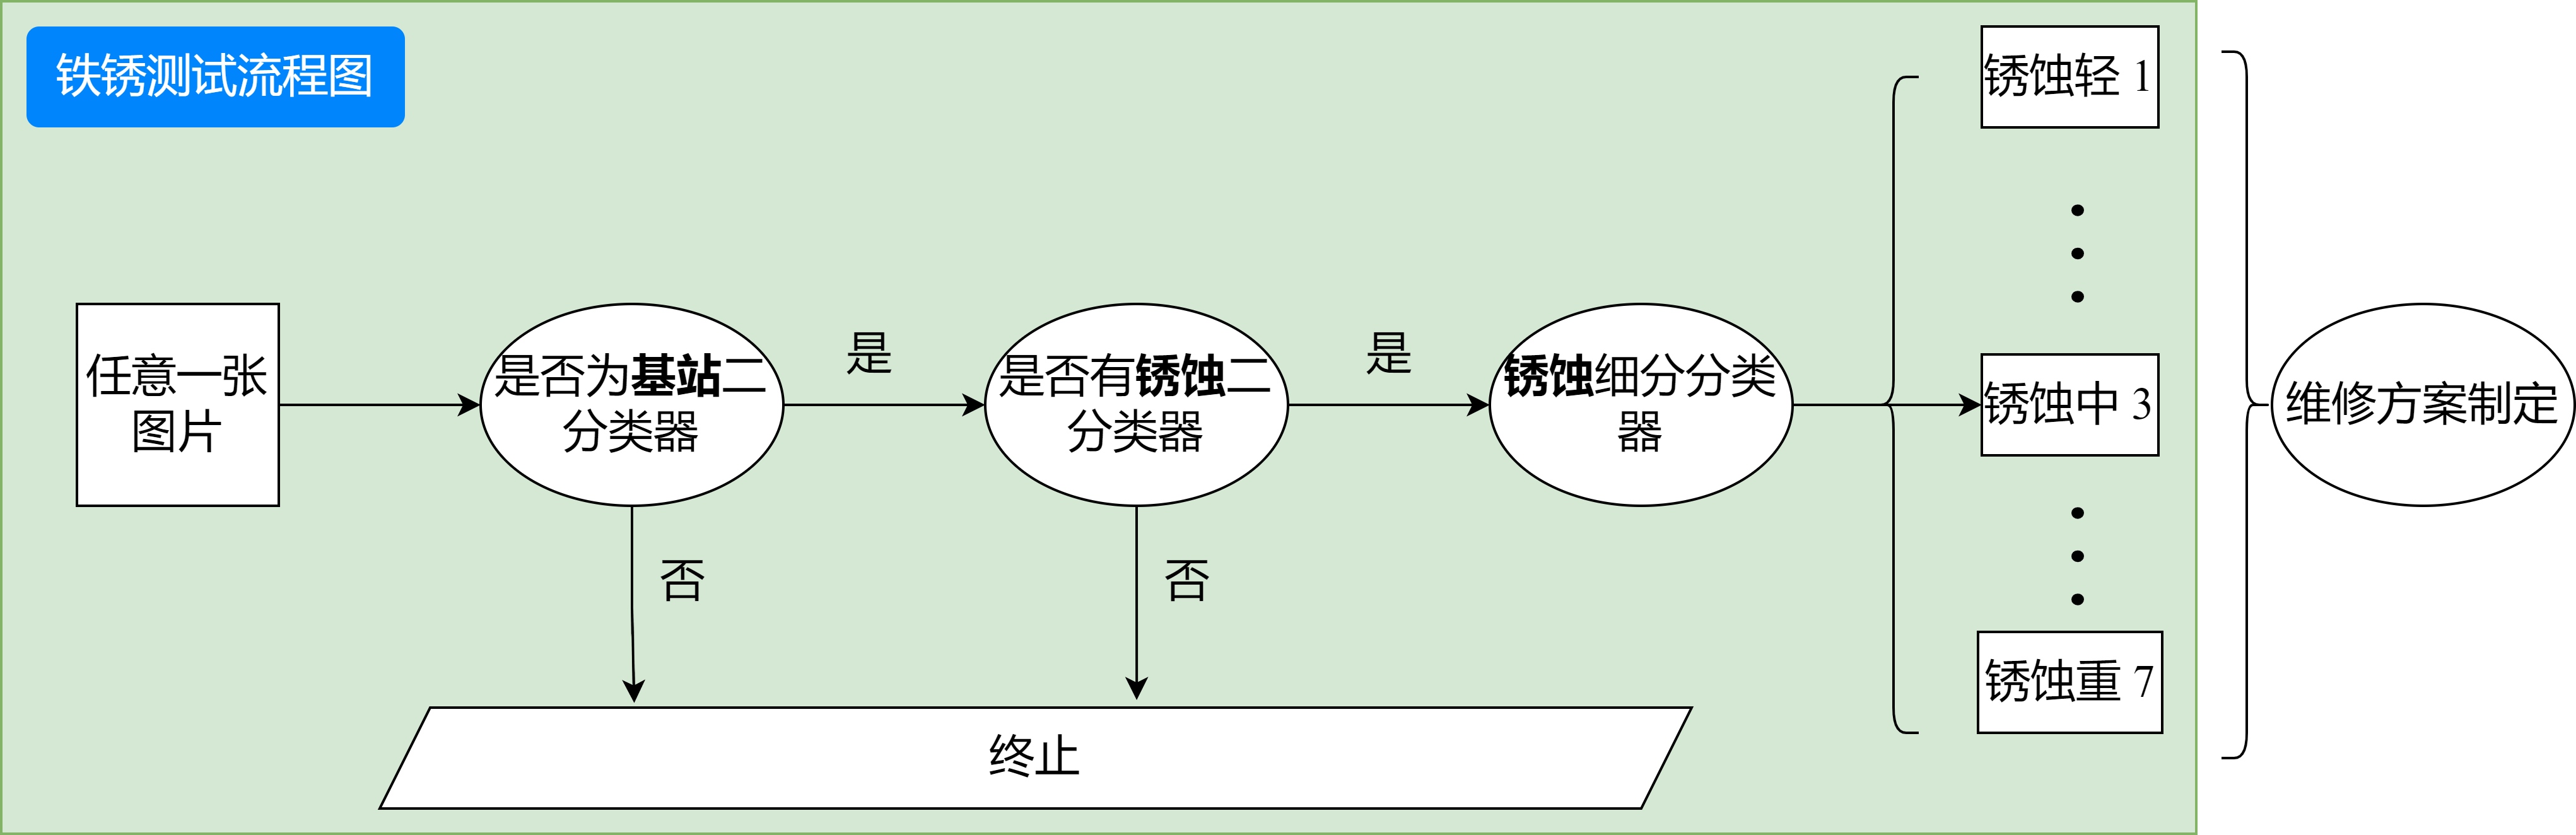 铁锈测试流程图
锈蚀轻 1
任意一张
图片
是否为基站二
分类器
是
是否有锈蚀二
分类器
是
锈蚀细分分类
器
锈蚀中 3
维修方案制定
否
否
锈蚀重 7
终止